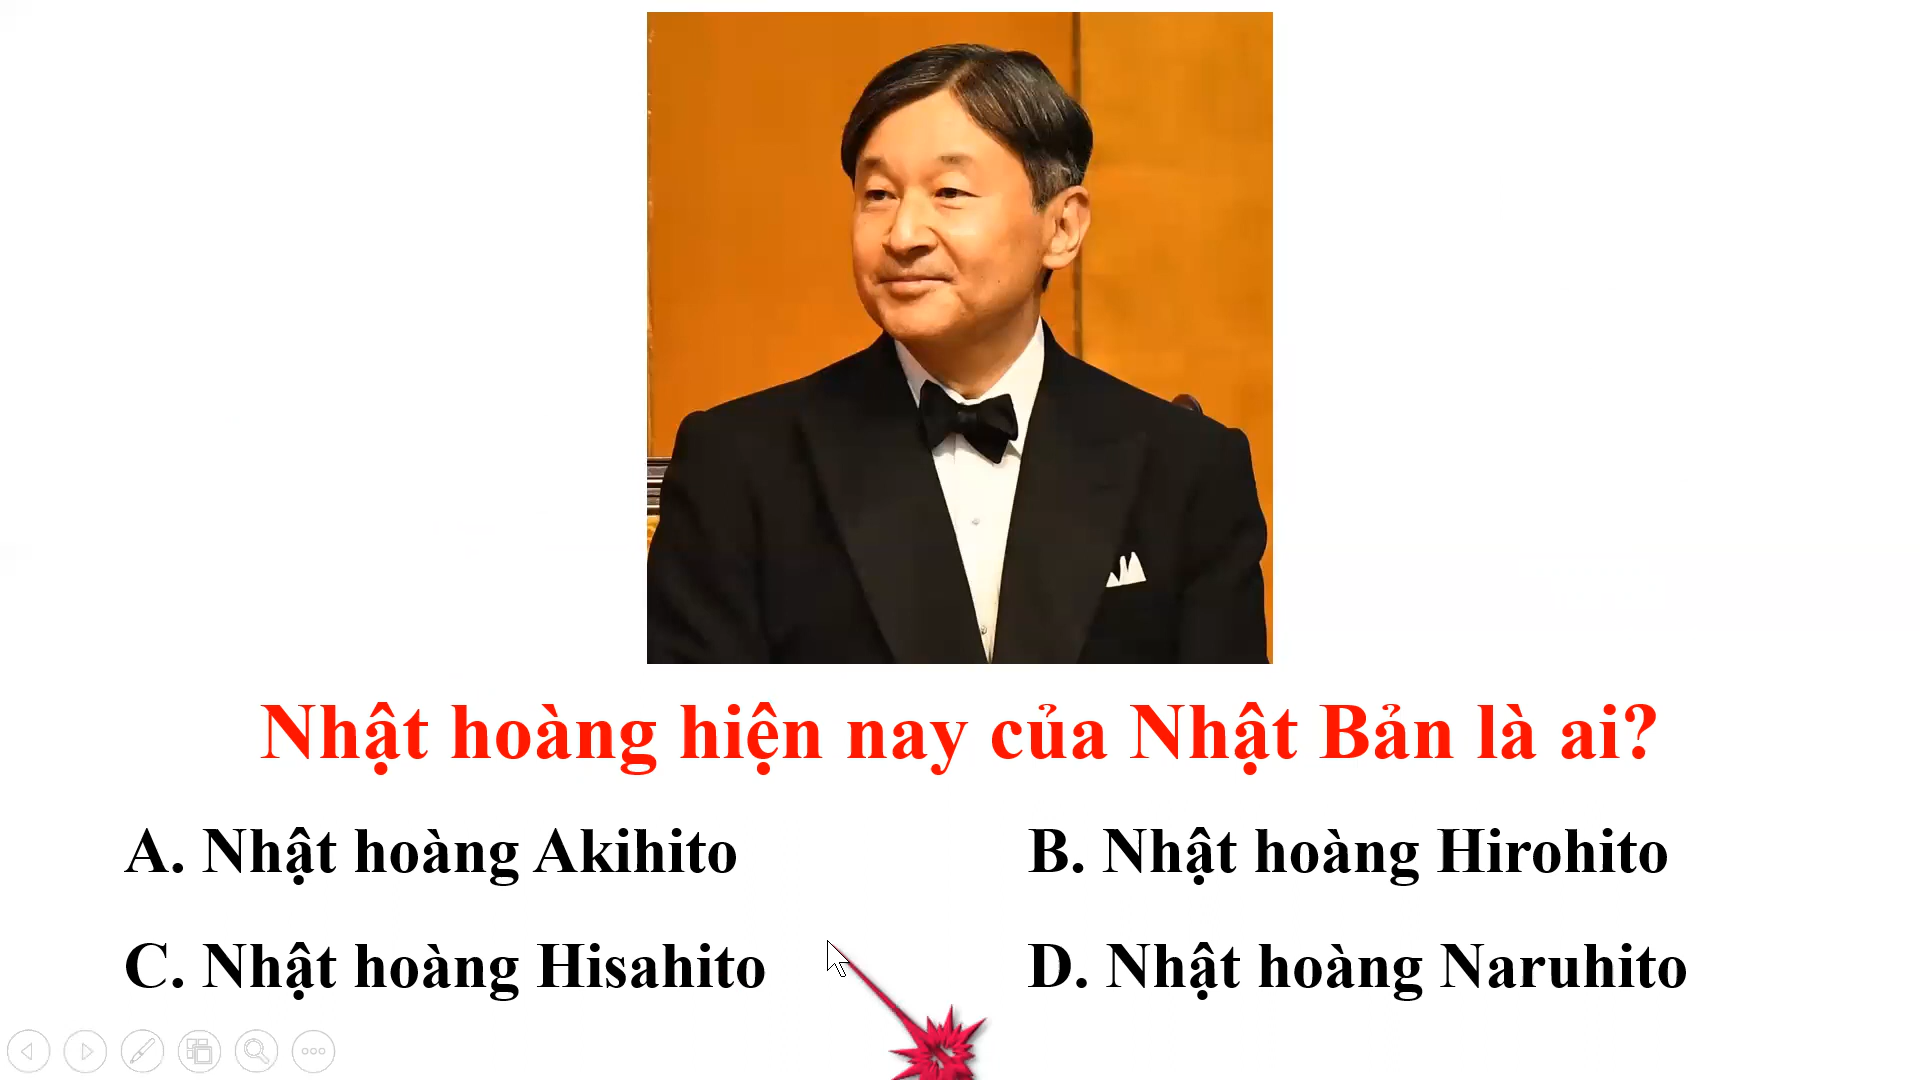 Nhật hoàng hiện nay của Nhật Bản là ai?
A. Nhật hoàng Akihito
B. Nhật hoàng Hirohito
C. Nhật hoàng Hisahito
D. Nhật hoàng Naruhito